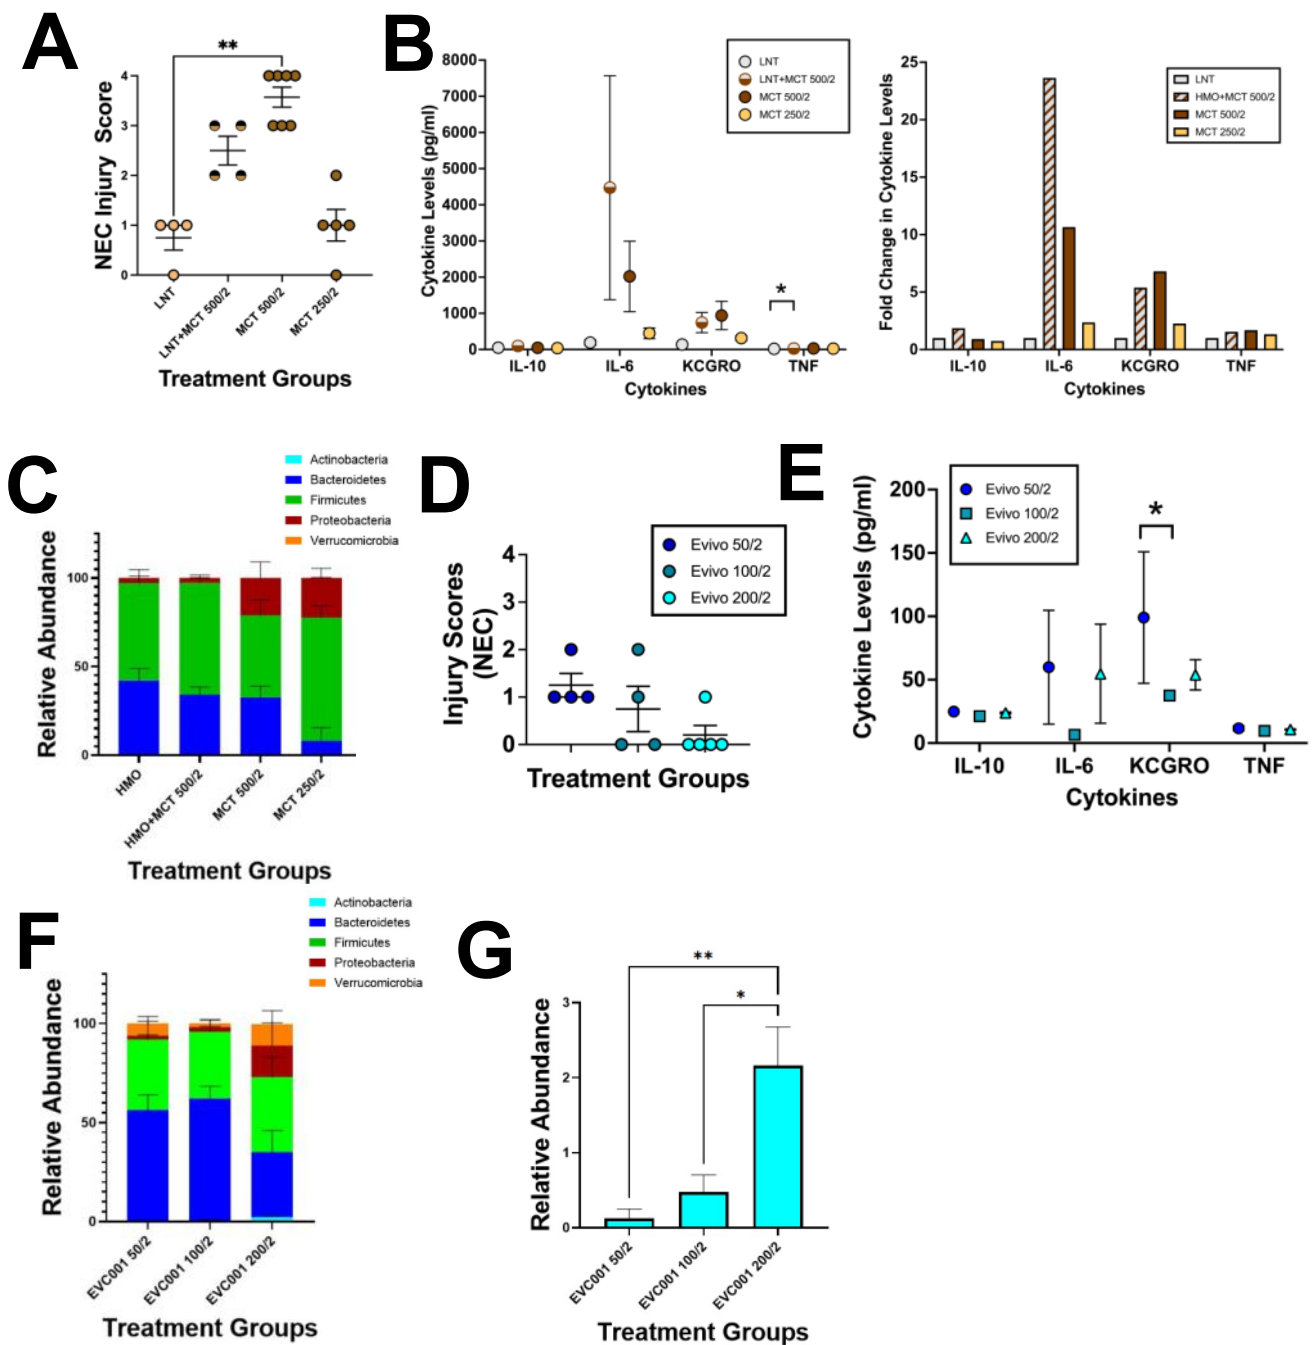 A
**
NEC Injury Score
4
3
2
1
0
LNT
LNT+MCT 500/2
MCT 500/2
MCT 250/2
Treatment Groups
B
Cytokine Levels (pg/ml)
8000
7000
6000
5000
4000
3000
2000
1000
0
LNT
LNT+MCT 500/2
MCT 500/2
MCT 250/2
*
IL-10
IL-6
KCGRO
TNF
Cytokines
Fold Change in Cytokine Levels
25
20
15
10
5
0
LNT
HMO+MCT 500/2
MCT 500/2
MCT 250/2
IL-10
IL-6
KCGRO
TNF
Cytokines
C
Actinobacteria
Bacteroidetes
Firmicutes
Proteobacteria
Verrucomicrobia
Relative Abundance
100
50
0
HMO
HMO+MCT 500/2
MCT 500/2
MCT 250/2
Treatment Groups
D
Injury Scores
(NEC)
4
3
2
1
0
Evivo 50/2
Evivo 100/2
Evivo 200/2
Treatment Groups
E
Cytokine Levels (pg/ml)
200
150
100
50
0
Evivo 50/2
Evivo 100/2
Evivo 200/2
*
IL-10
IL-6
KCGRO
TNF
Cytokines
F
Actinobacteria
Bacteroidetes
Firmicutes
Proteobacteria
Verrucomicrobia
Relative Abundance
100
50
0
EVC001 50/2
EVC001 100/2
EVC001 200/2
Treatment Groups
G
**
*
Relative Abundance
3
2
1
0
EVC001 50/2
EVC001 100/2
EVC001 200/2
Treatment Groups